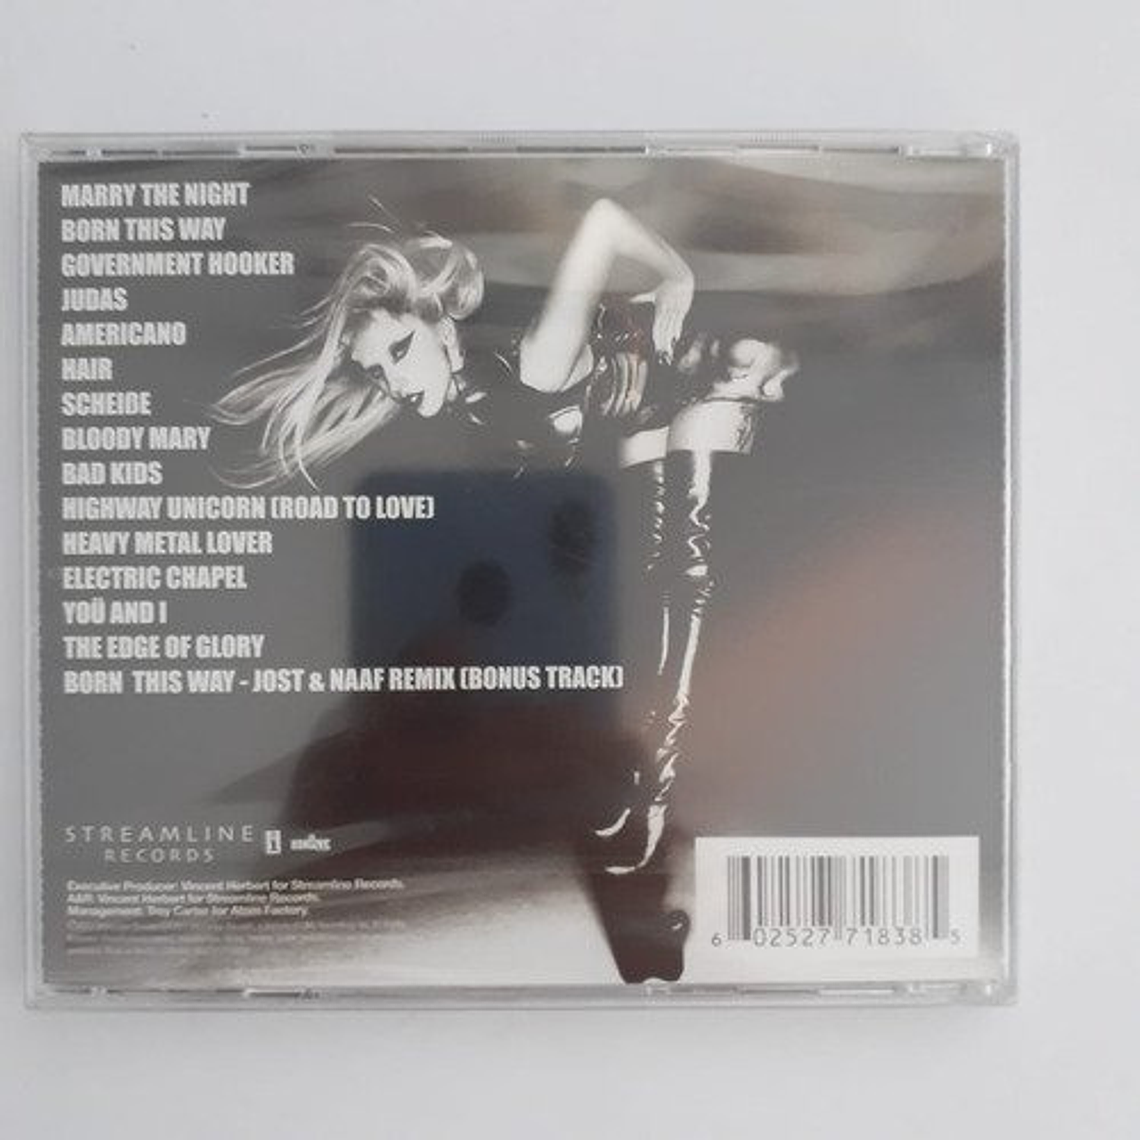 MARRY THE NIGHT
BORN THIS WAY
GOVERNMENT HOOKER
JUDAS
AMERICANO
HAIR
SCHEIßE
BLOODY MARY
BAD KIDS
HIGHWAY UNICORN (ROAD TO LOVE)
HEAVY METAL LOVER
ELECTRIC CHAPEL
YOÜ AND I
THE EDGE OF GLORY
BORN THIS WAY - JOST & NAAF REMIX (BONUS TRACK)
STREAMLINE
RECORDS
Executive Producer: Vincent Herbert for Streamline Records.
A&R: Vincent Herbert for Streamline Records.
Management: Troy Carter for Atom Factory.
6 02527 71838 5